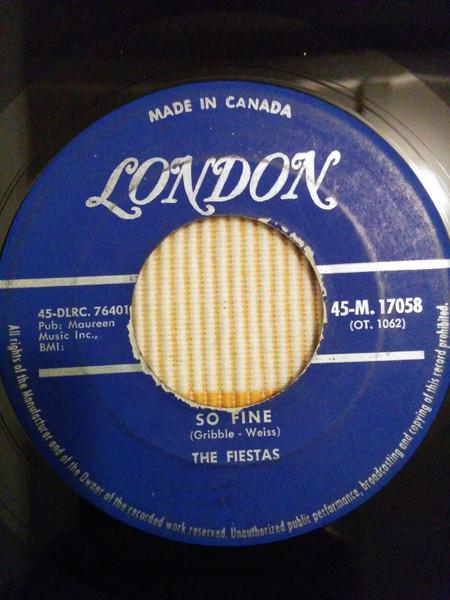 MADE IN CANADA
LONDON
45-DLRC. 76401
Pub: Maureen
Music Inc.,
BMI:
45-M. 17058
(OT. 1062)
SO FINE
(Gribble - Weiss)
THE FIESTAS
All rights of the Manufacturer and of the Owner of the recorded work reserved. Unauthorized public performance, broadcasting and copying of this record prohibited.